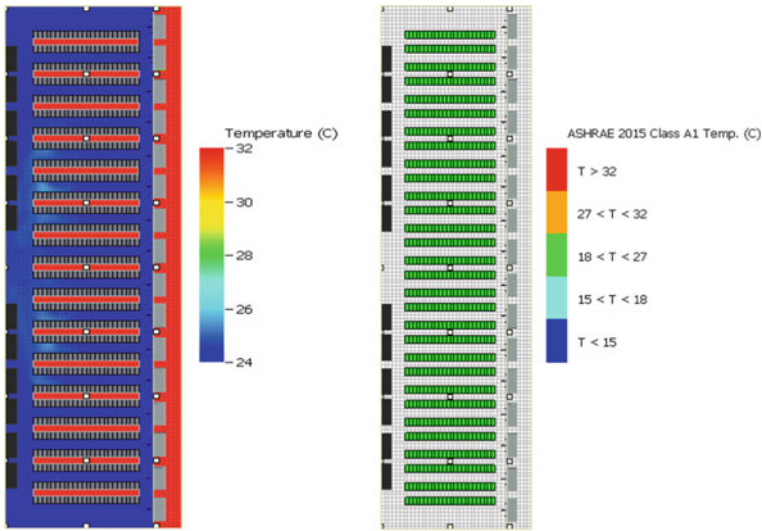 Temperature (C)
32
30
28
26
24
ASHRAE 2015 Class A1 Temp. (C)
T > 32
27 < T < 32
18 < T < 27
15 < T < 18
T < 15